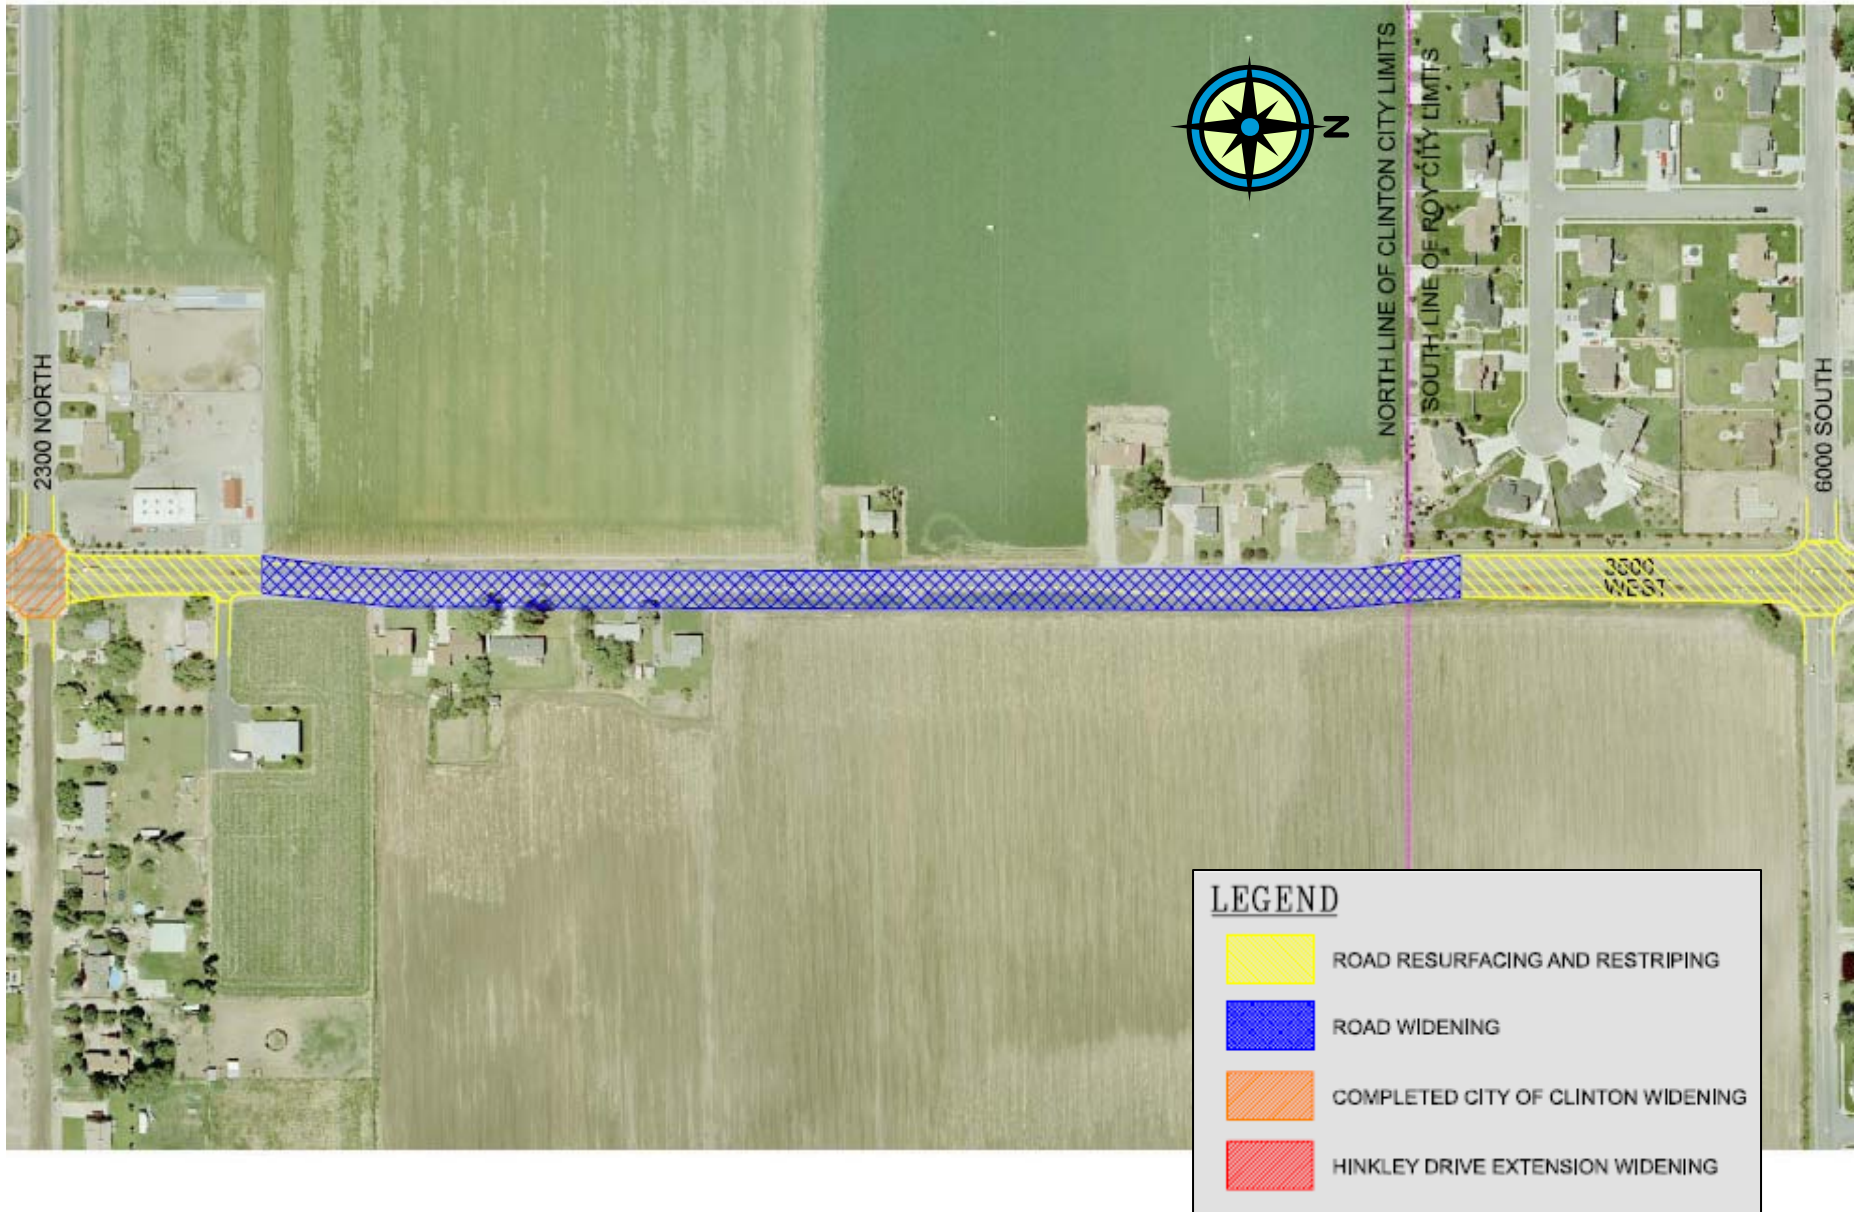 NORTH LINE OF CLINTON CITY LIMITS
SOUTH LINE OF ROY CITY LIMITS
N
2300 NORTH
6000 SOUTH
3500
WEST
LEGEND
ROAD RESURFACING AND RESTRIPING
ROAD WIDENING
COMPLETED CITY OF CLINTON WIDENING
HINKLEY DRIVE EXTENSION WIDENING